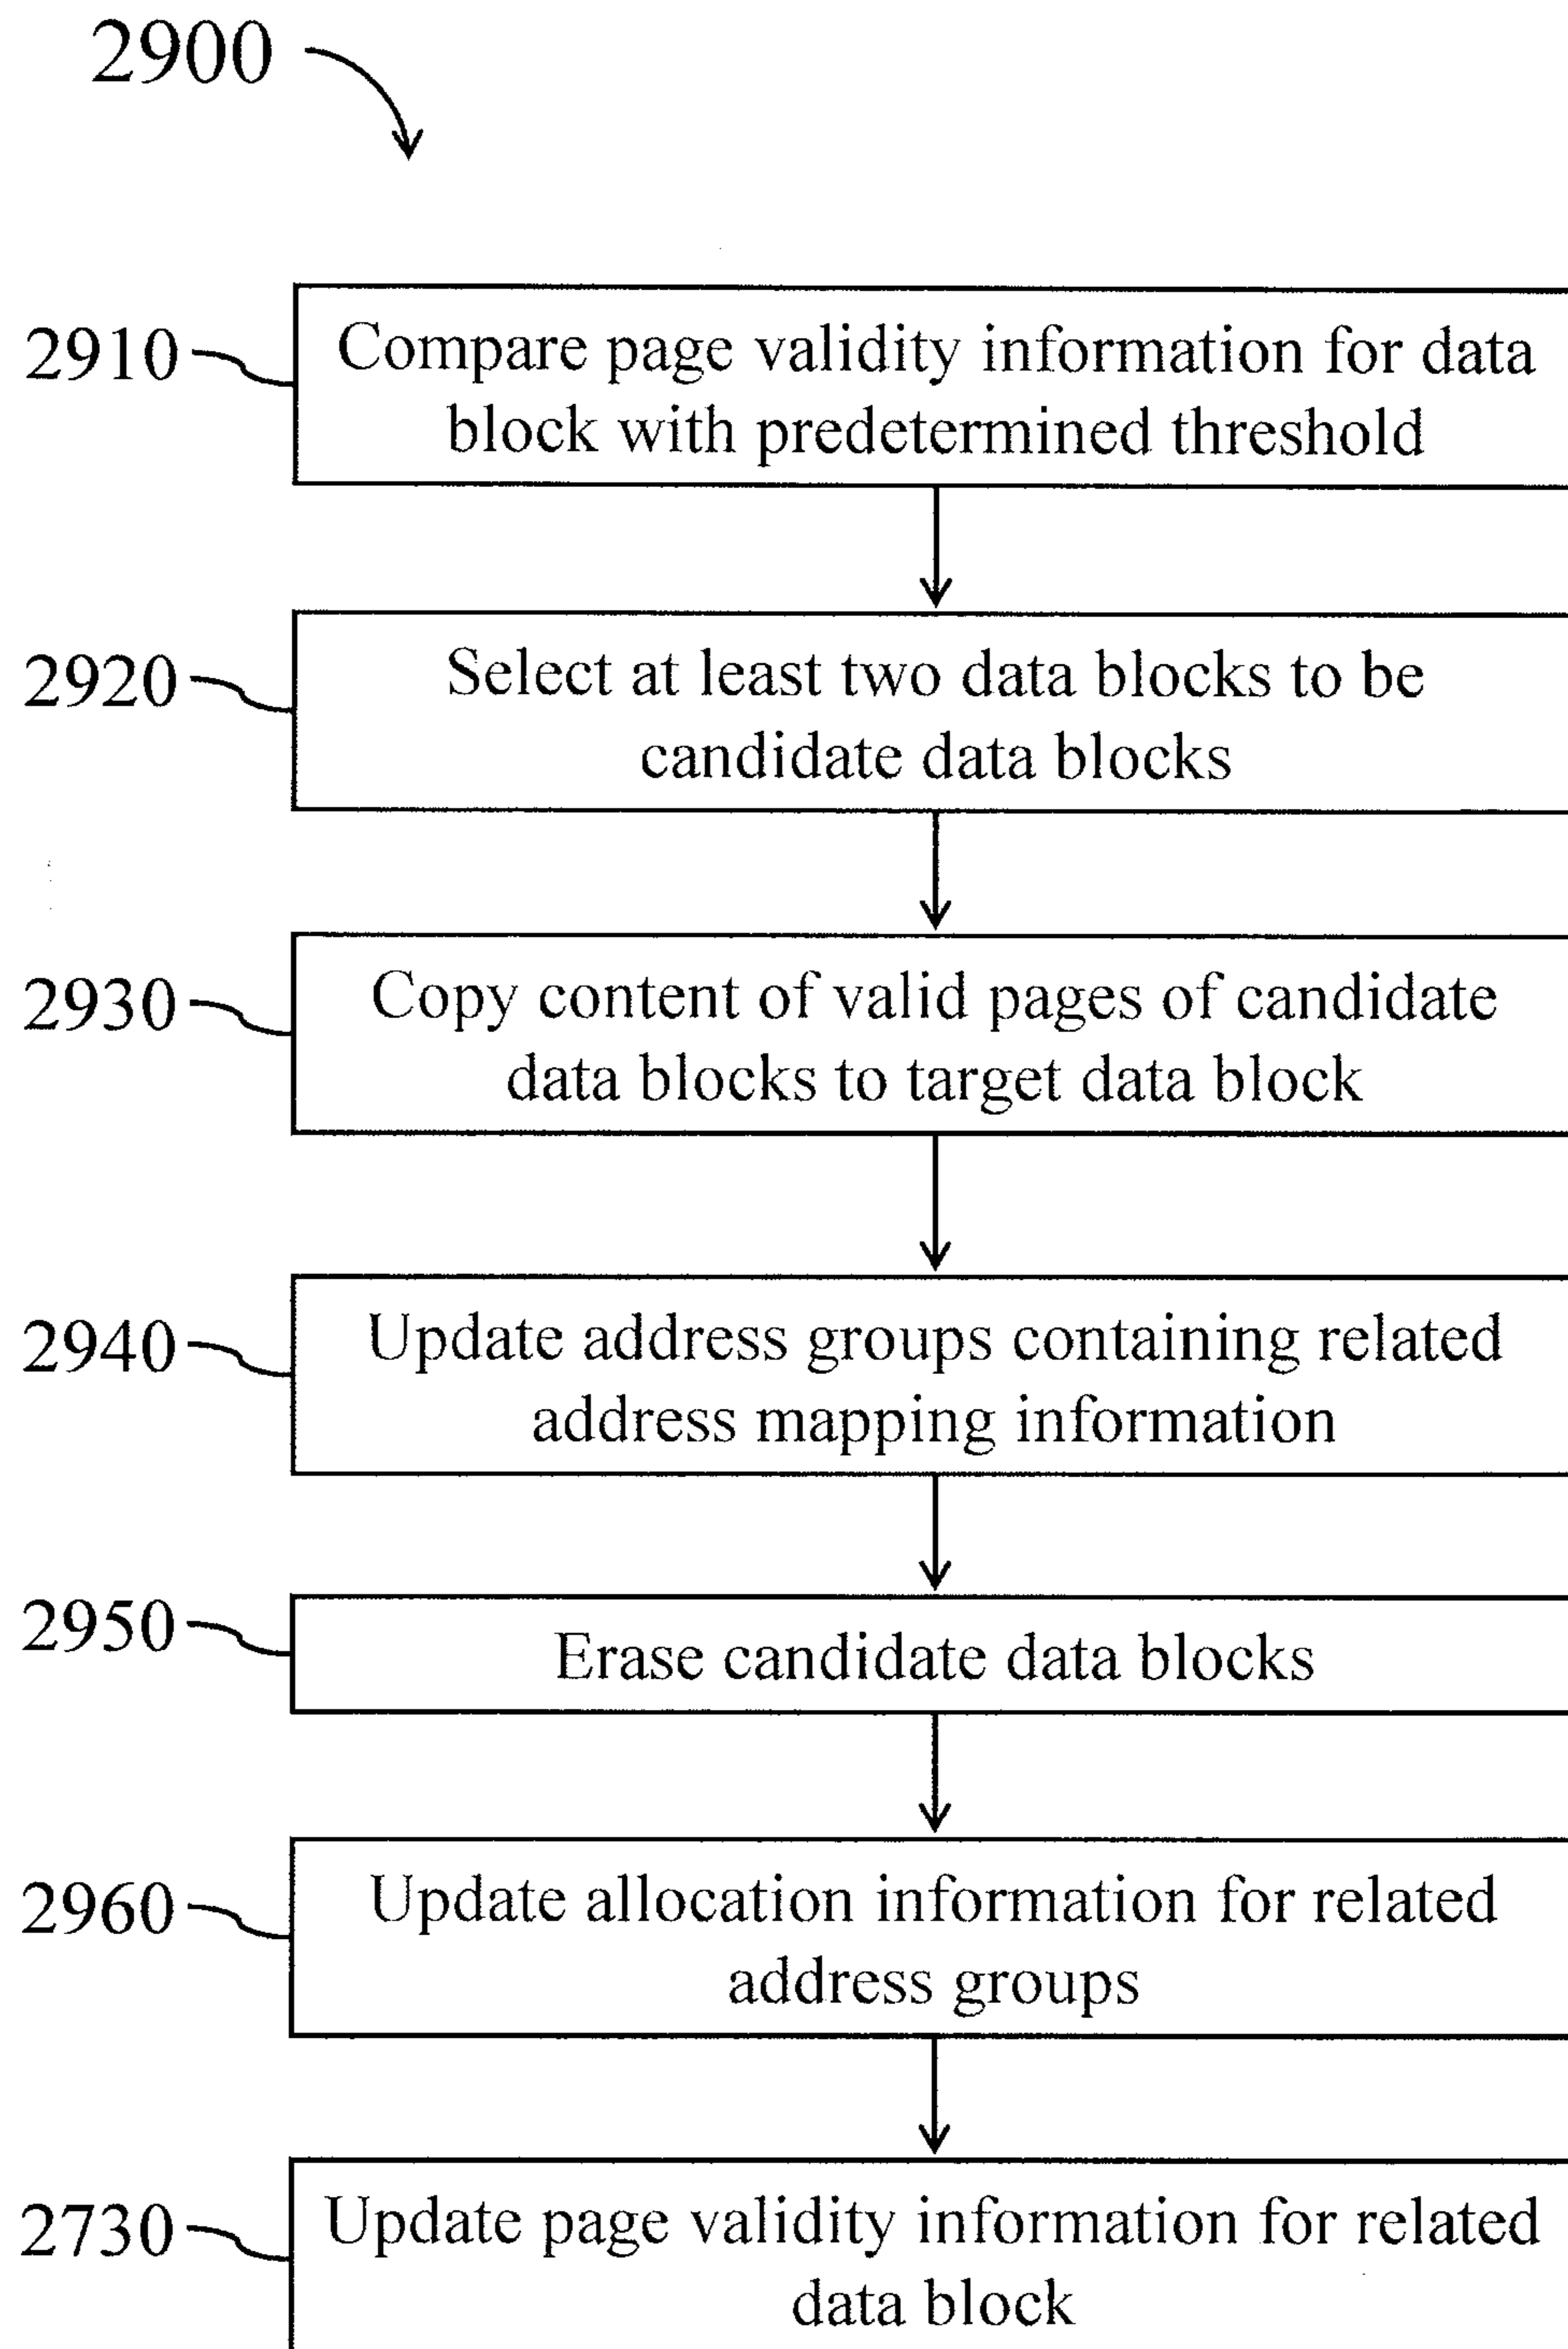 2900
2910
Compare page validity information for data
block with predetermined threshold
2920
Select at least two data blocks to be
candidate data blocks
2930
Copy content of valid pages of candidate
data blocks to target data block
2940
Update address groups containing related
address mapping information
2950
Erase candidate data blocks
2960
Update allocation information for related
address groups
2730
Update page validity information for related
data block